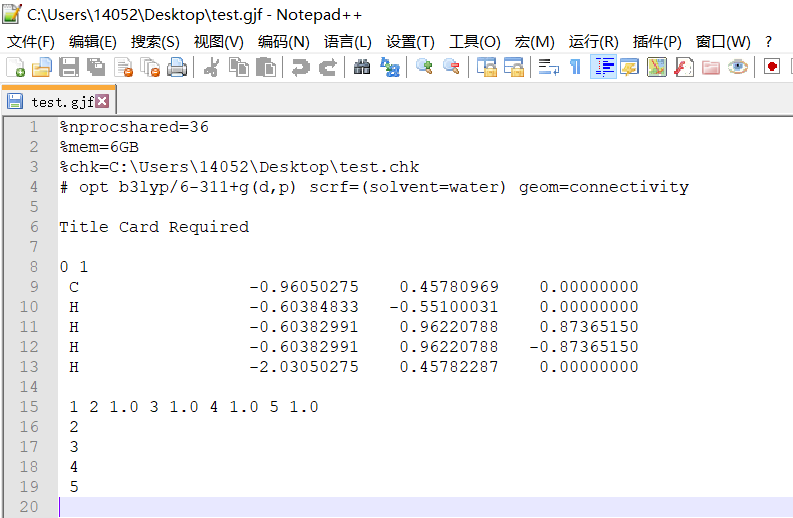 C:\Users\14052\Desktop\test.gjf - Notepad++
文件(F) 编辑(E) 搜索(S) 视图(V) 编码(N) 语言(L) 设置(T) 工具(O) 宏(M) 运行(R) 插件(P) 窗口(W) ?
test.gjf
1 %nprocshared=36
2 %mem=6GB
3 %chk=C:\Users\14052\Desktop\test.chk
4 # opt b3lyp/6-311+g(d,p) scrf=(solvent=water) geom=connectivity
5
6 Title Card Required
7
8 0 1
9 C -0.96050275 0.45780969 0.00000000
10 H -0.60384833 -0.55100031 0.00000000
11 H -0.60382991 0.96220788 0.87365150
12 H -0.60382991 0.96220788 -0.87365150
13 H -2.03050275 0.45782287 0.00000000
14
15 1 2 1.0 3 1.0 4 1.0 5 1.0
16 2
17 3
18 4
19 5
20